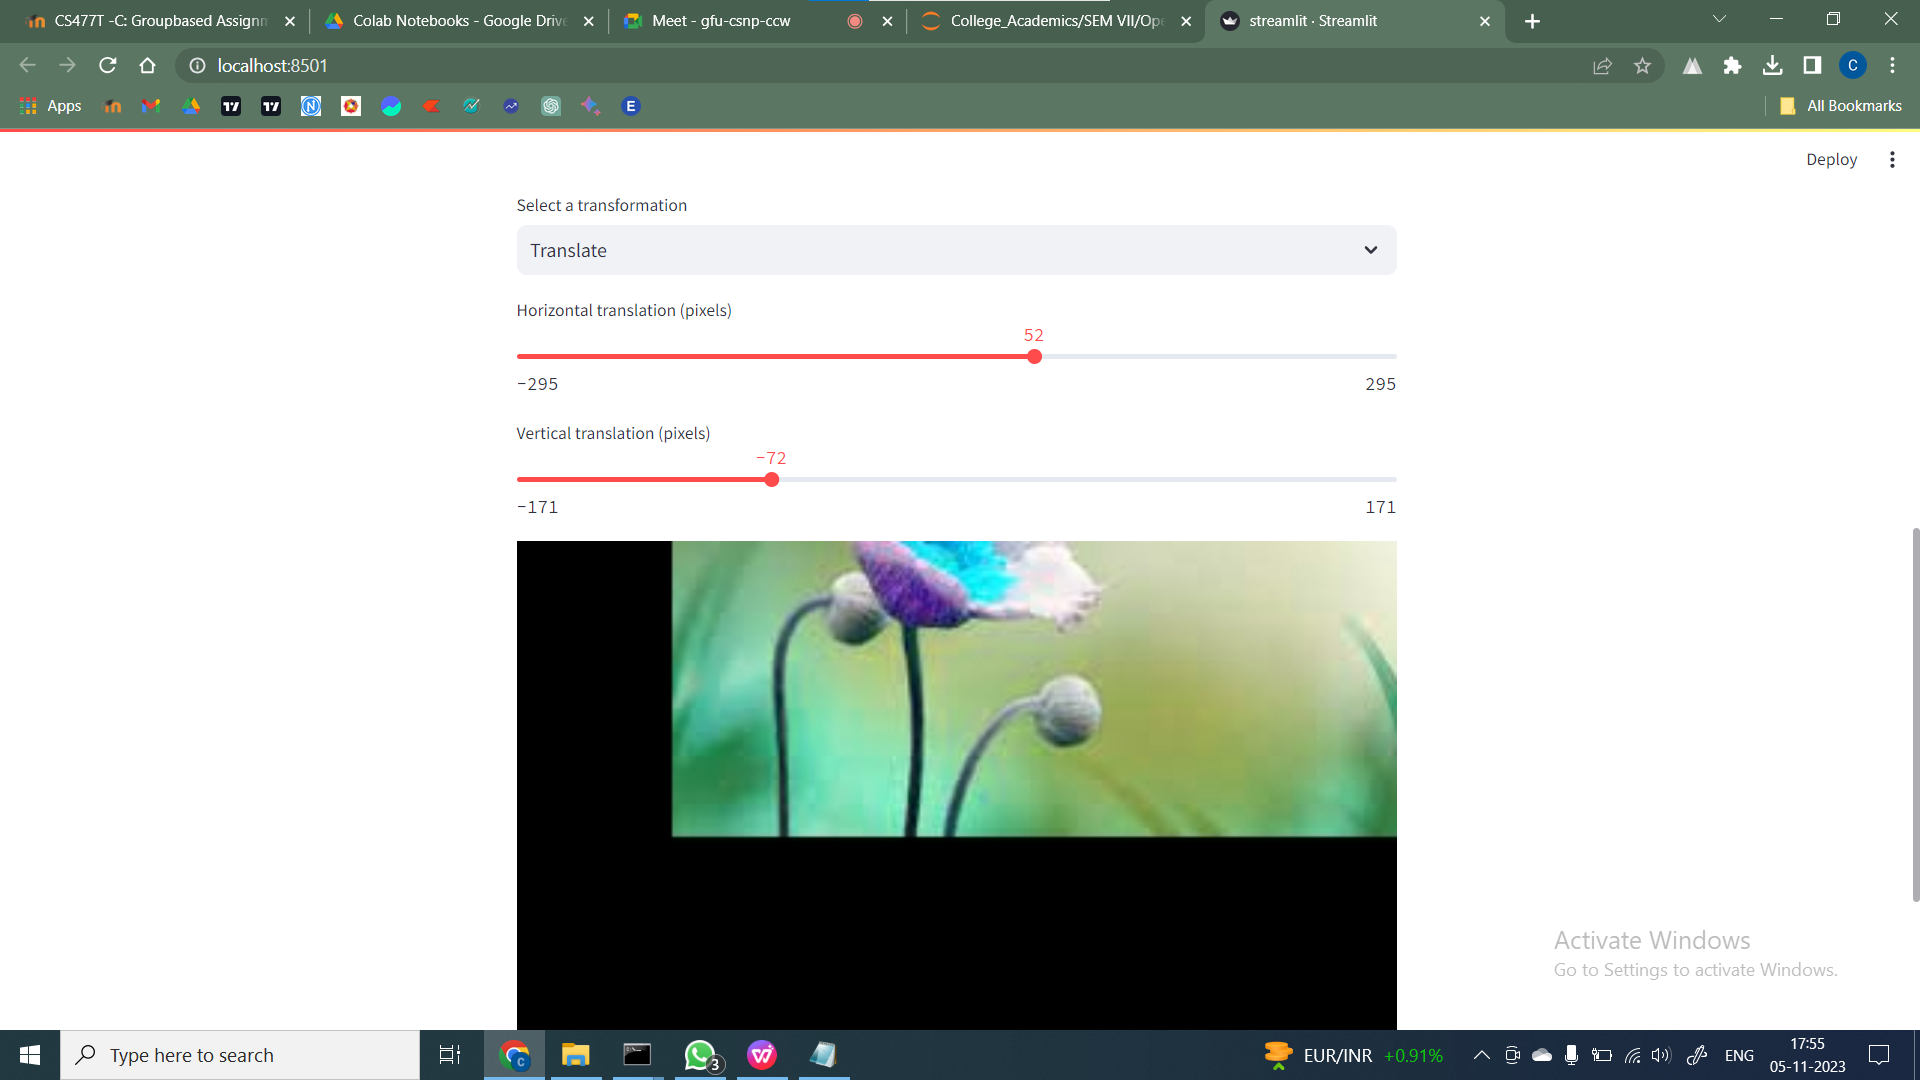 CS477T -C: Groupbased Assignm
Colab Notebooks - Google Drive
Meet - gfu-csnp-ccw
College_Academics/SEM VII/Ope
streamlit · Streamlit
localhost:8501
C
Apps
E
All Bookmarks
Deploy
Select a transformation
Translate
Horizontal translation (pixels)
52
-295
295
Vertical translation (pixels)
-72
-171
171
Activate Windows
Go to Settings to activate Windows.
Type here to search
3
EUR/INR +0.91%
ENG
17:55
05-11-2023